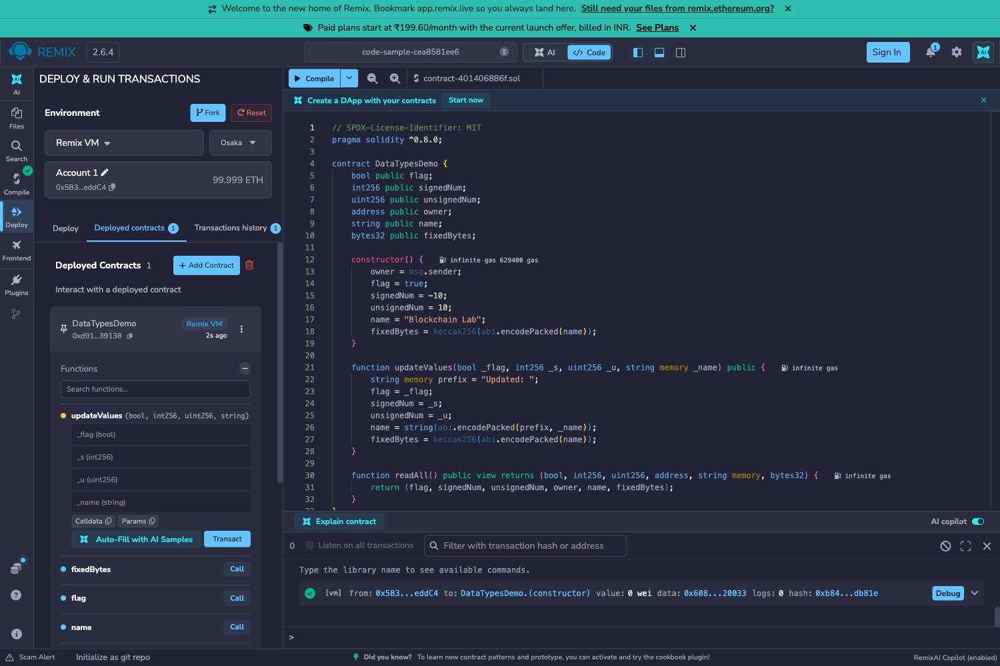 Welcome to the new home of Remix. Bookmark app.remix.live so you always land here. Still need your files from remix.ethereum.org?
Paid plans start at ₹199.60/month with the current launch offer, billed in INR. See Plans
REMIX 2.6.4
code-sample-cea8581ee6
AI Code
Sign In
1
AI
AI
Files
Search
Compile
Deploy
Frontend
Plugins
DEPLOY & RUN TRANSACTIONS
Environment Fork Reset
Remix VM Osaka
Account 1
0x5B3...eddC4
99.999 ETH
Deploy Deployed contracts 1 Transactions history 1
Deployed Contracts 1 + Add Contract
Interact with a deployed contract
DataTypesDemo Remix VM
0xd91...39138 2s ago
Functions
Search functions...
updateValues (bool, int256, uint256, string)
_flag (bool)
_s (int256)
_u (uint256)
_name (string)
Calldata Params
Auto-Fill with AI Samples Transact
fixedBytes Call
flag Call
name Call
Compile contract-401406886f.sol
Create a DApp with your contracts Start now
1 // SPDX-License-Identifier: MIT
2 pragma solidity ^0.8.0;
3
4 contract DataTypesDemo {
5 bool public flag;
6 int256 public signedNum;
7 uint256 public unsignedNum;
8 address public owner;
9 string public name;
10 bytes32 public fixedBytes;
11
12 constructor() { infinite gas 629400 gas
13 owner = msg.sender;
14 flag = true;
15 signedNum = -10;
16 unsignedNum = 10;
17 name = "Blockchain Lab";
18 fixedBytes = keccak256(abi.encodePacked(name));
19 }
20
21 function updateValues(bool _flag, int256 _s, uint256 _u, string memory _name) public { infinite gas
22 string memory prefix = "Updated: ";
23 flag = _flag;
24 signedNum = _s;
25 unsignedNum = _u;
26 name = string(abi.encodePacked(prefix, _name));
27 fixedBytes = keccak256(abi.encodePacked(name));
28 }
29
30 function readAll() public view returns (bool, int256, uint256, address, string memory, bytes32) { infinite gas
31 return (flag, signedNum, unsignedNum, owner, name, fixedBytes);
32 }
33 }
Explain contract AI copilot
0 Listen on all transactions Filter with transaction hash or address
Type the library name to see available commands.
[vm] from: 0x5B3...eddC4 to: DataTypesDemo.(constructor) value: 0 wei data: 0x608...20033 logs: 0 hash: 0xb84...db81e Debug
>
Scam Alert Initialize as git repo Did you know? To learn new contract patterns and prototype, you can activate and try the cookbook plugin! RemixAI Copilot (enabled)